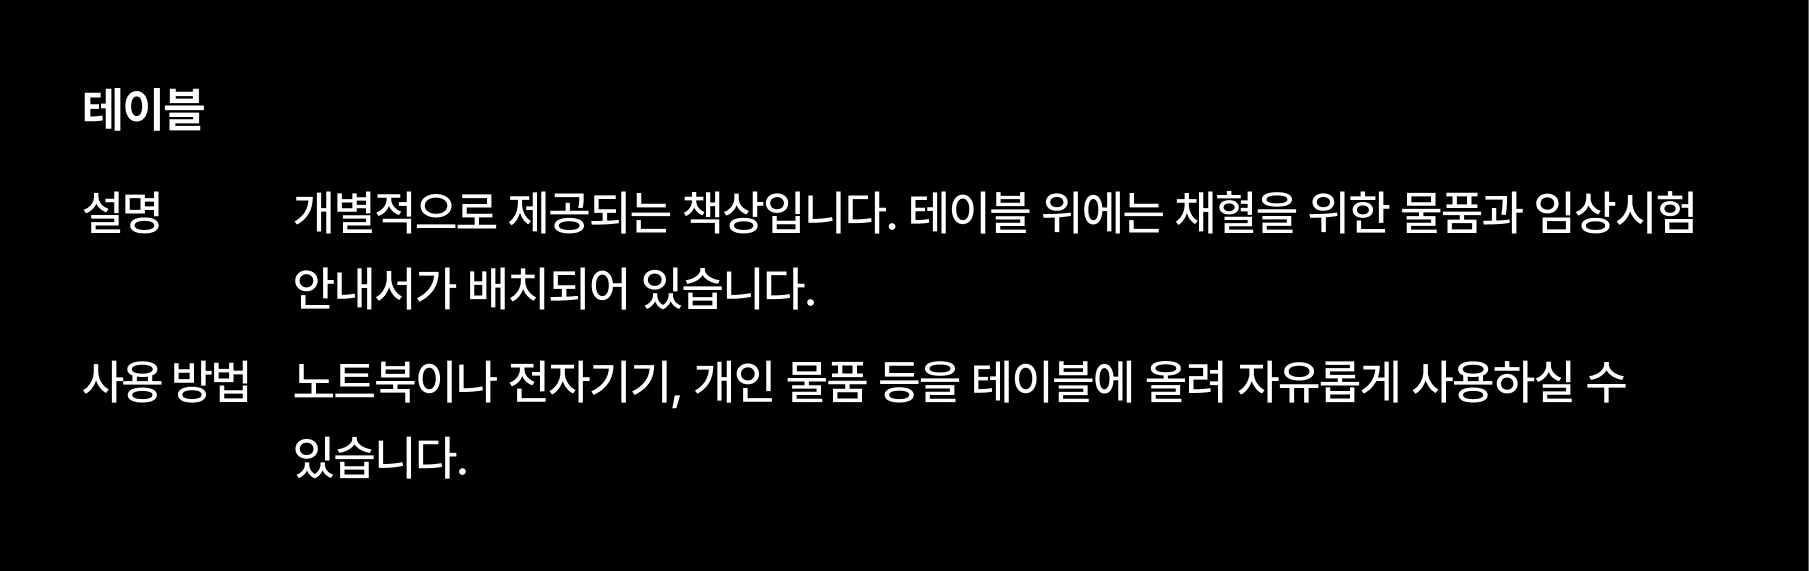 테이블
설명 개별적으로 제공되는 책상입니다. 테이블 위에는 채혈을 위한 물품과 임상시험
안내서가 배치되어 있습니다.
사용 방법 노트북이나 전자기기, 개인 물품 등을 테이블에 올려 자유롭게 사용하실 수
있습니다.